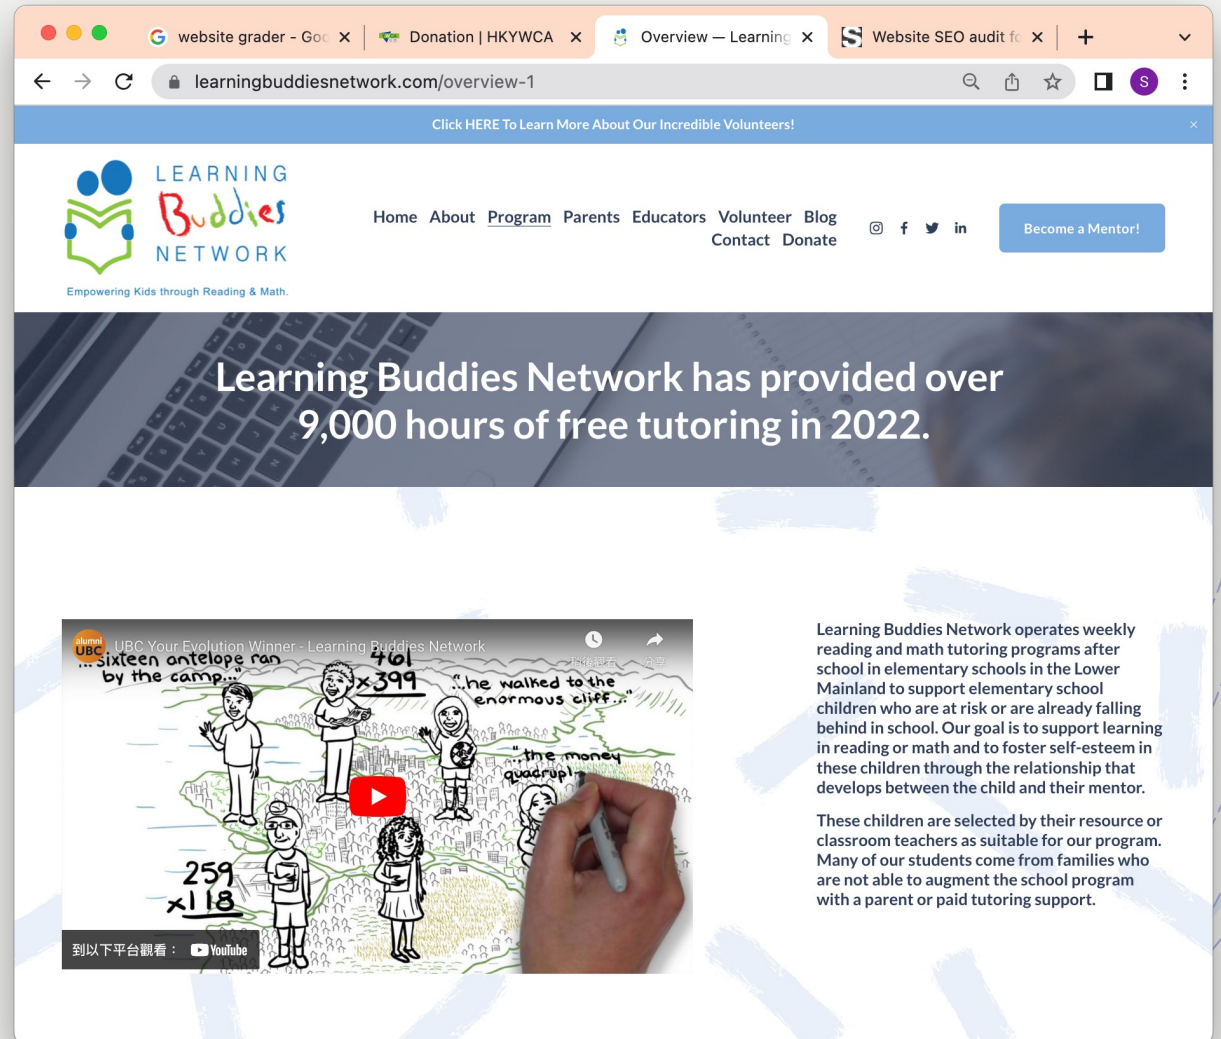 website grader - Goo
Donation | HKYWCA
Overview — Learning
Website SEO audit fo
learningbuddiesnetwork.com/overview-1
S
Click HERE To Learn More About Our Incredible Volunteers!
LEARNING
Buddies
NETWORK
Empowering Kids through Reading & Math.
Home About Program Parents Educators Volunteer Blog
Contact Donate
Become a Mentor!
Learning Buddies Network has provided over
9,000 hours of free tutoring in 2022.
alumni
UBC
UBC Your Evolution Winner - Learning Buddies Network
稍後觀看
分享
"...sixteen antelope ran
by the camp..."
461
x399
"...he walked to the
enormous cliff..."
"...the money
quadrupl
259
x118
到以下平台觀看：
YouTube
Learning Buddies Network operates weekly
reading and math tutoring programs after
school in elementary schools in the Lower
Mainland to support elementary school
children who are at risk or are already falling
behind in school. Our goal is to support learning
in reading or math and to foster self-esteem in
these children through the relationship that
develops between the child and their mentor.
These children are selected by their resource or
classroom teachers as suitable for our program.
Many of our students come from families who
are not able to augment the school program
with a parent or paid tutoring support.